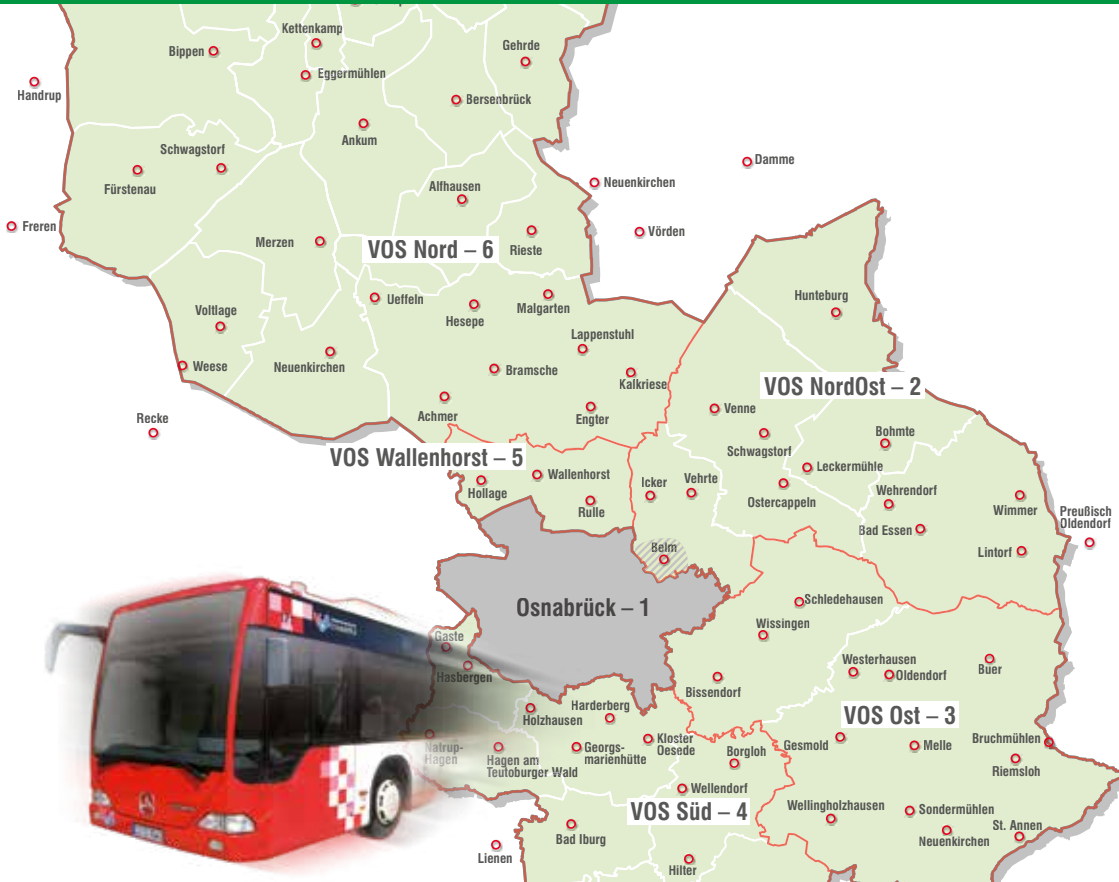 Kettenkamp
Bippen
Gehrde
Eggermühlen
Handrup
Bersenbrück
Ankum
Schwagstorf
Damme
Fürstenau
Neuenkirchen
Alfhausen
Freren
Vörden
Merzen
VOS Nord – 6
Rieste
Ueffeln
Hunteburg
Voltlage
Hesepe
Malgarten
Lappenstuhl
Weese
Neuenkirchen
Bramsche
Kalkriese
VOS NordOst – 2
Achmer
Engter
Venne
Recke
Bohmte
Schwagstorf
VOS Wallenhorst – 5
Leckermühle
Wallenhorst
Icker
Vehrte
Hollage
Ostercappeln
Wehrendorf
Rulle
Wimmer
Preußisch
Oldendorf
Bad Essen
Belm
Lintorf
Osnabrück – 1
Schledehausen
Wissingen
Gaste
Westerhausen
Buer
Hasbergen
Oldendorf
Bissendorf
Harderberg
Holzhausen
VOS Ost – 3
Kloster
Oesede
Gesmold
Melle
Bruchmühlen
Natrup-
Hagen
Hagen am
Teutoburger Wald
Georgs-
marienhütte
Borgloh
Riemsloh
Wellendorf
Wellingholzhausen
VOS Süd – 4
Sondermühlen
St. Annen
Bad Iburg
Neuenkirchen
Lienen
Hilter